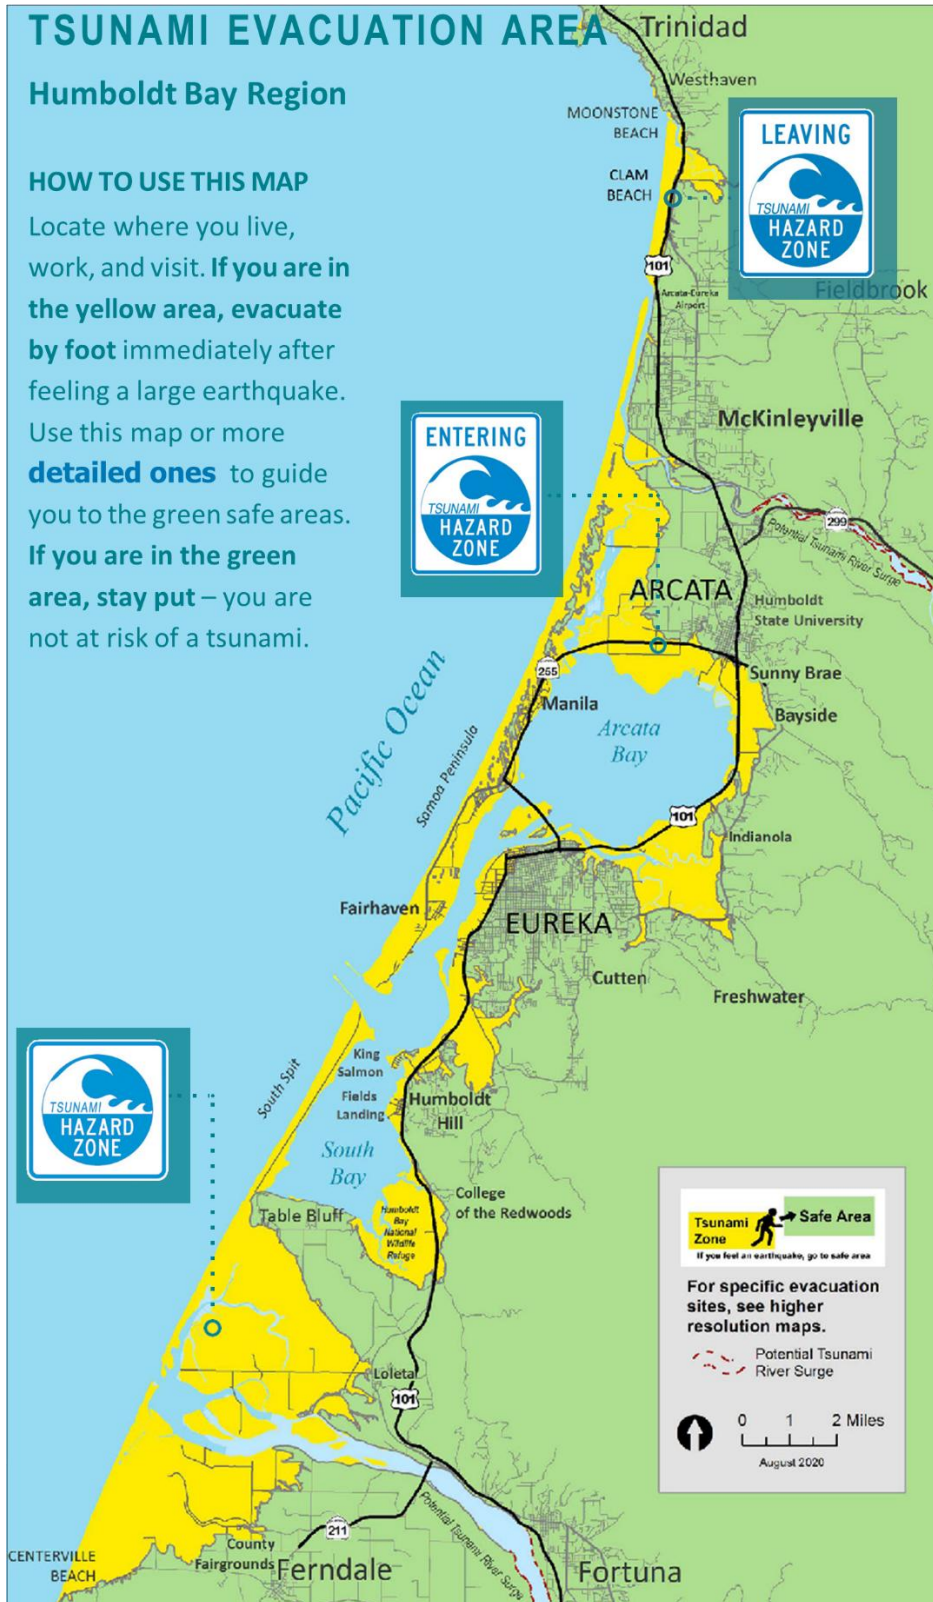 TSUNAMI EVACUATION AREA
Humboldt Bay Region
HOW TO USE THIS MAP
Locate where you live,
work, and visit. If you are in
the yellow area, evacuate
by foot immediately after
feeling a large earthquake.
Use this map or more
detailed ones to guide
you to the green safe areas.
If you are in the green
area, stay put – you are
not at risk of a tsunami.
Trinidad
Westhaven
MOONSTONE
BEACH
CLAM
BEACH
LEAVING
TSUNAMI
HAZARD
ZONE
101
Arcata-Eureka
Airport
Fieldbrook
McKinleyville
ENTERING
TSUNAMI
HAZARD
ZONE
299
Potential Tsunami River Surge
ARCATA
Humboldt
State University
255
Sunny Brae
Manila
Bayside
Arcata
Bay
Pacific Ocean
Samoa Peninsula
101
Indianola
Fairhaven
EUREKA
Cutten
Freshwater
TSUNAMI
HAZARD
ZONE
South Spit
King
Salmon
Fields
Landing
Humboldt
Hill
South
Bay
College
of the Redwoods
Table Bluff
Humboldt
Bay
National
Wildlife
Refuge
Loleta
101
Tsunami
Zone
Safe Area
If you feel an earthquake, go to safe area
For specific evacuation
sites, see higher
resolution maps.
Potential Tsunami
River Surge
0 1 2 Miles
August 2020
211
Potential Tsunami River Surge
County
Fairgrounds
CENTERVILLE
BEACH
Ferndale
Fortuna